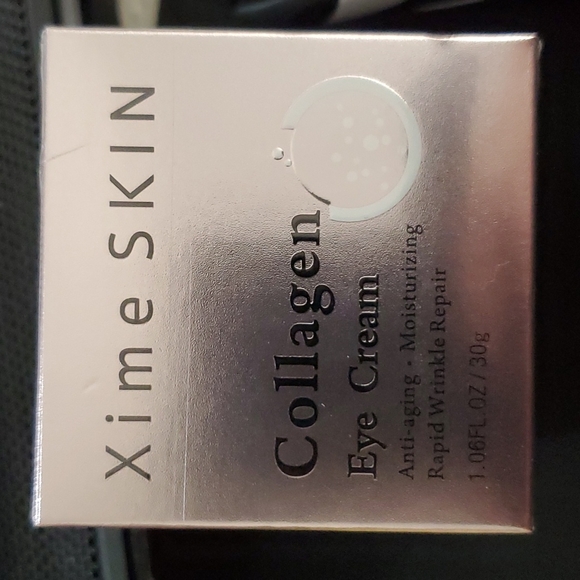 Xime SKIN
Collagen
Eye Cream
Anti-aging • Moisturizing
Rapid Wrinkle Repair
1.06FL.OZ/30g